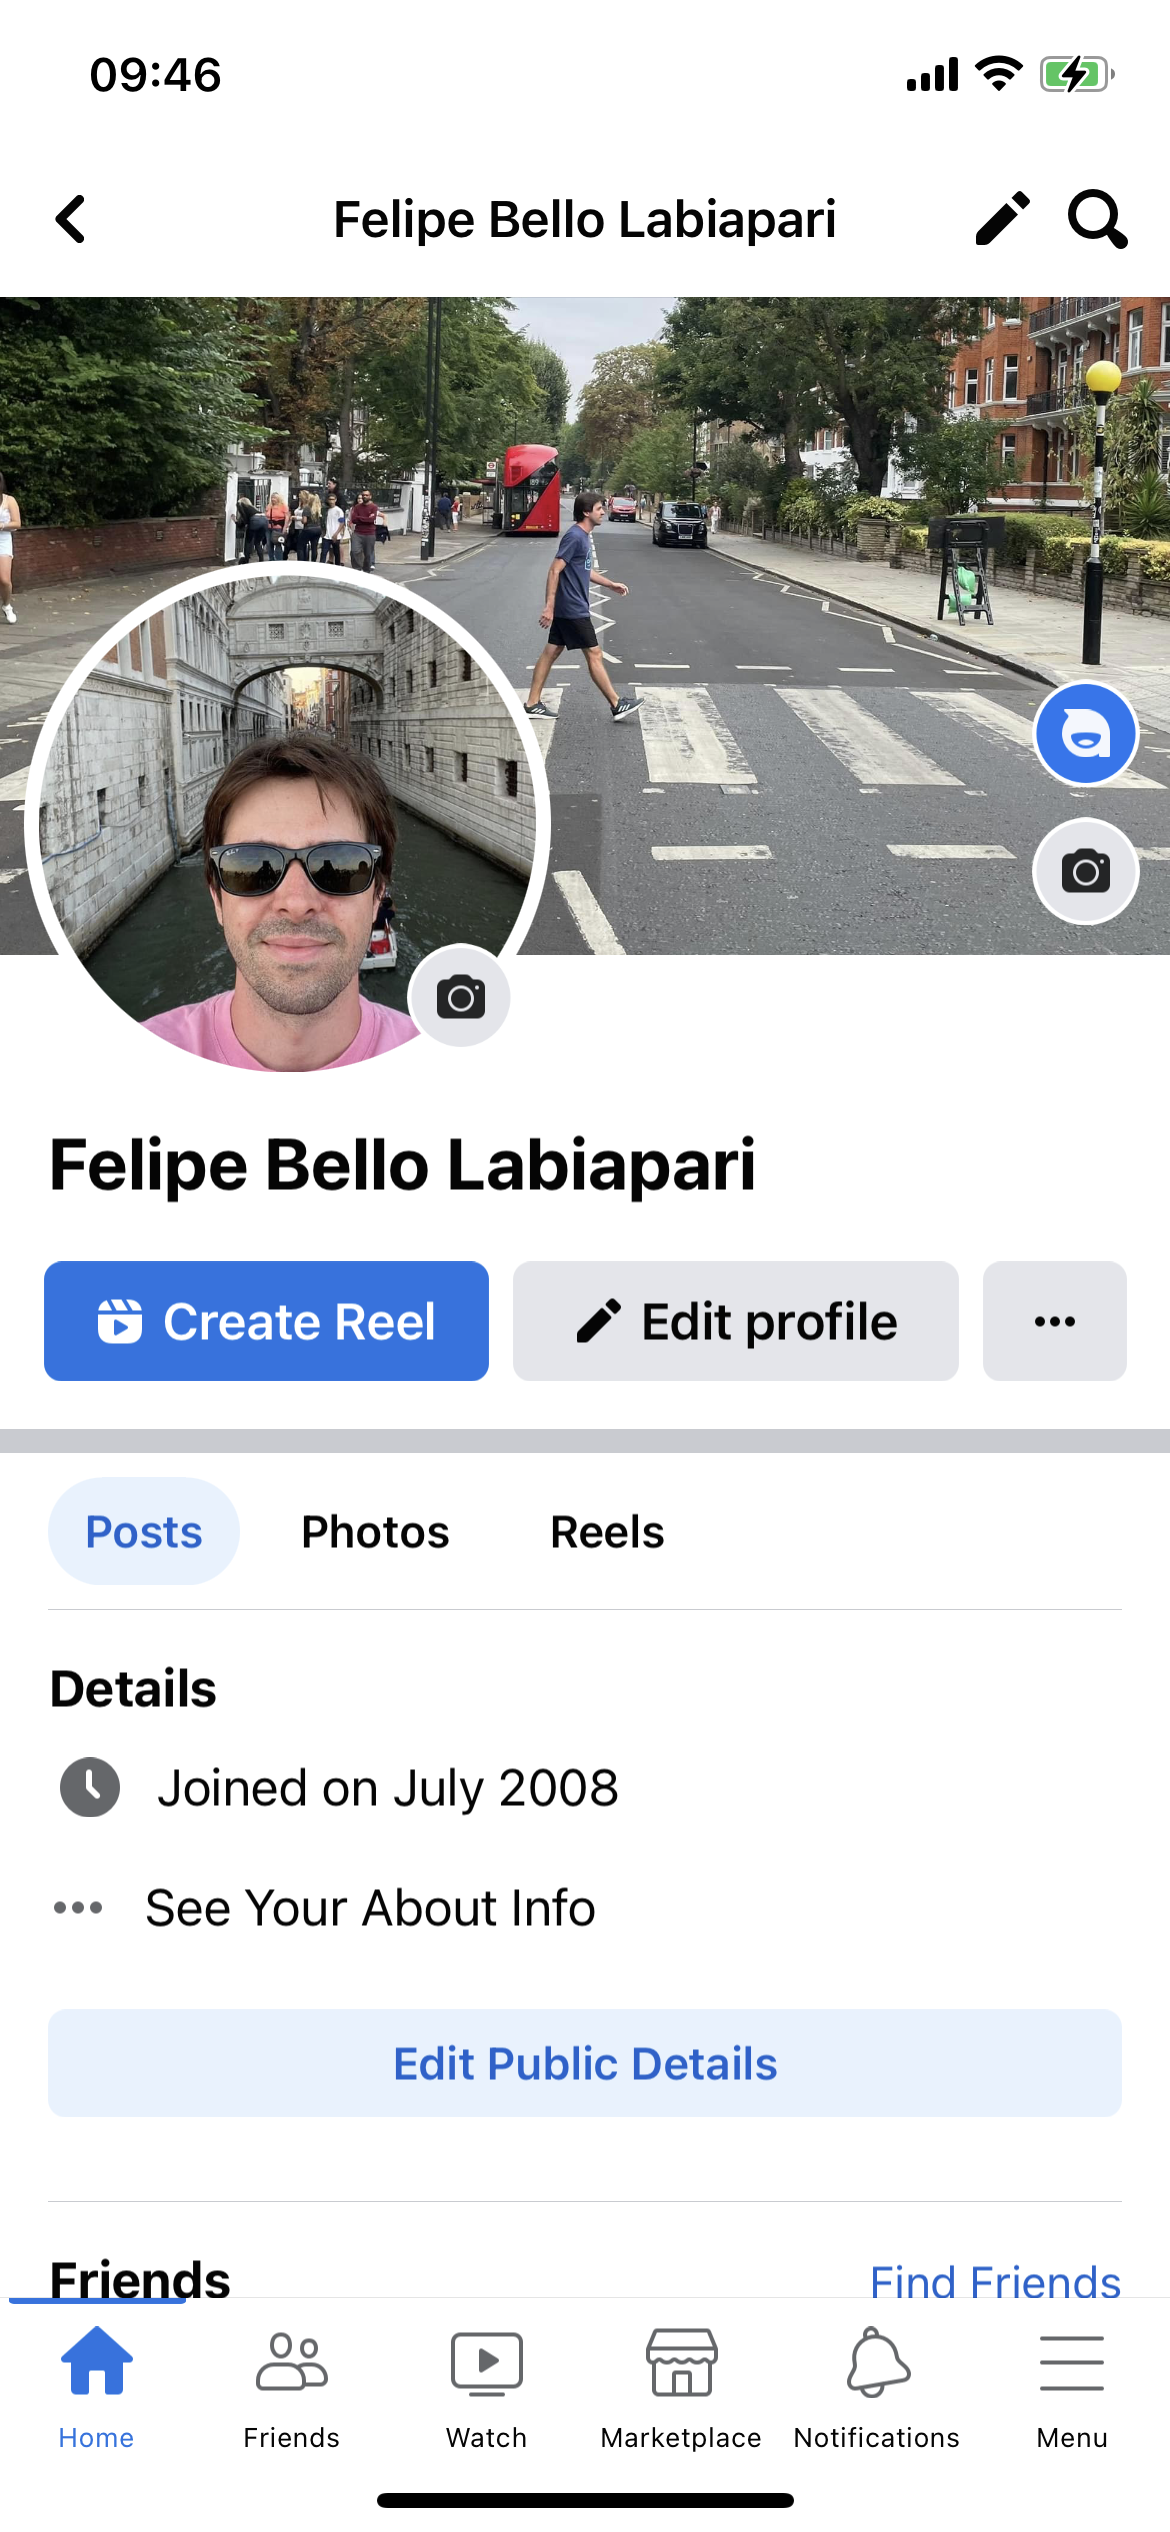 09:46
Felipe Bello Labiapari
Felipe Bello Labiapari
Create Reel
Edit profile
Posts
Photos
Reels
Details
Joined on July 2008
See Your About Info
Edit Public Details
Friends
Find Friends
Home
Friends
Watch
Marketplace
Notifications
Menu